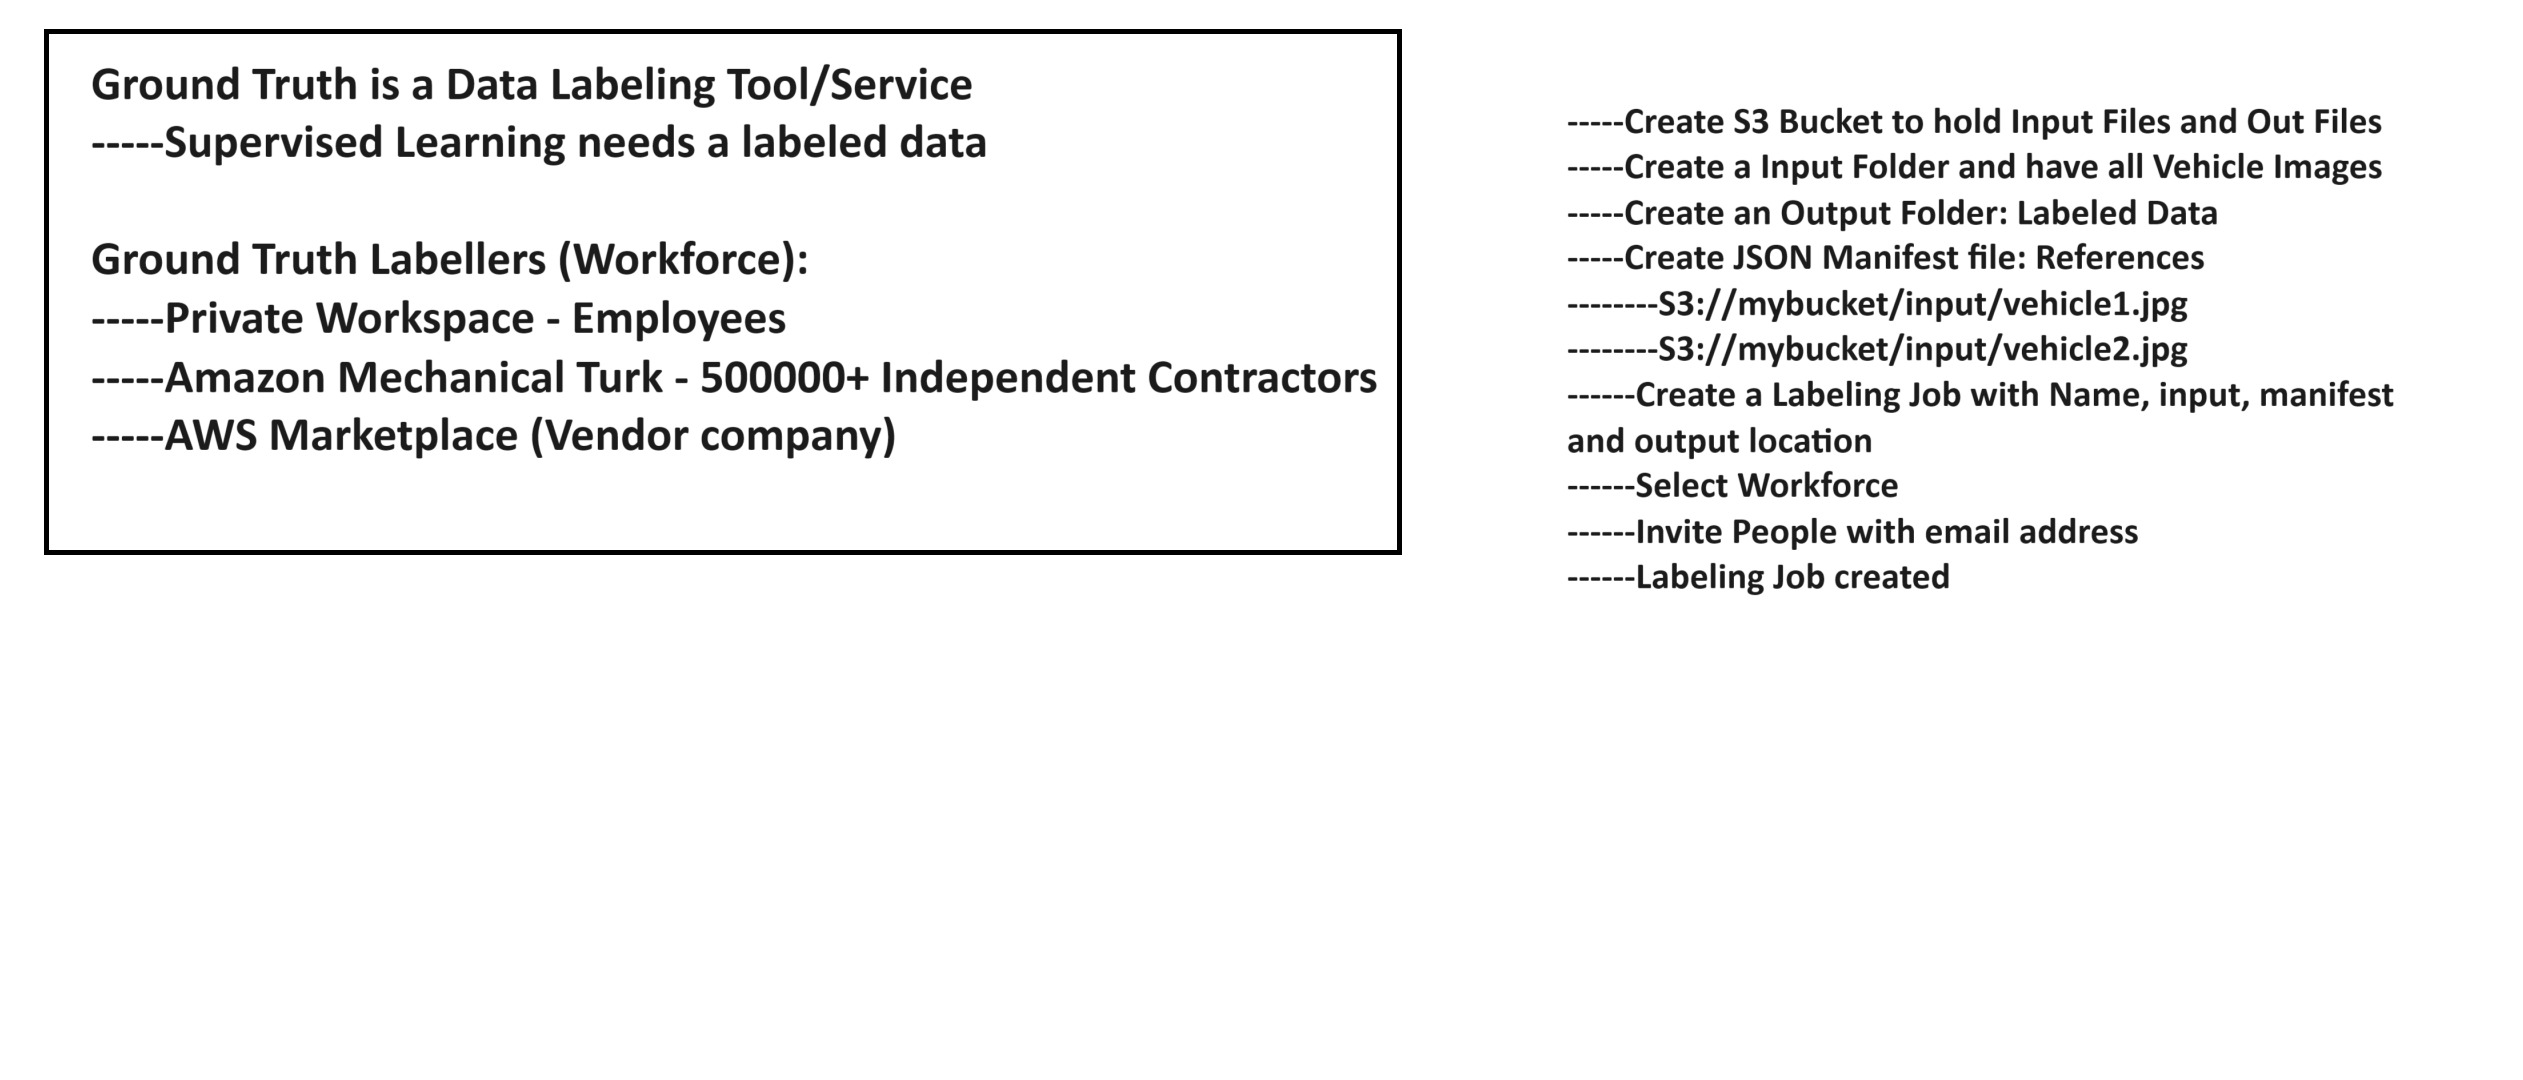 Ground Truth is a Data Labeling Tool/Service
-----Supervised Learning needs a labeled data
Ground Truth Labellers (Workforce):
-----Private Workspace - Employees
-----Amazon Mechanical Turk - 500000+ Independent Contractors
-----AWS Marketplace (Vendor company)
-----Create S3 Bucket to hold Input Files and Out Files
-----Create a Input Folder and have all Vehicle Images
-----Create an Output Folder: Labeled Data
-----Create JSON Manifest file: References
--------S3://mybucket/input/vehicle1.jpg
--------S3://mybucket/input/vehicle2.jpg
------Create a Labeling Job with Name, input, manifest
and output location
------Select Workforce
------Invite People with email address
------Labeling Job created